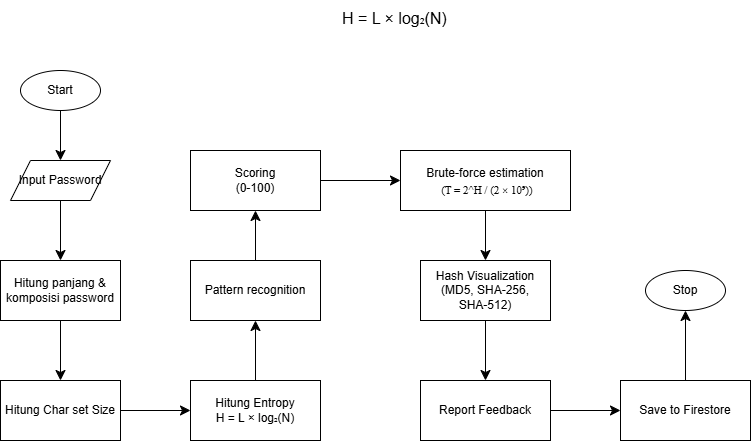 H = L × log₂(N)
Start
Input Password
Hitung panjang &
komposisi password
Hitung Char set Size
Hitung Entropy
H = L × log₂(N)
Pattern recognition
Scoring
(0-100)
Brute-force estimation
(T = 2^H / (2 × 10⁹))
Hash Visualization
(MD5, SHA-256,
SHA-512)
Report Feedback
Save to Firestore
Stop